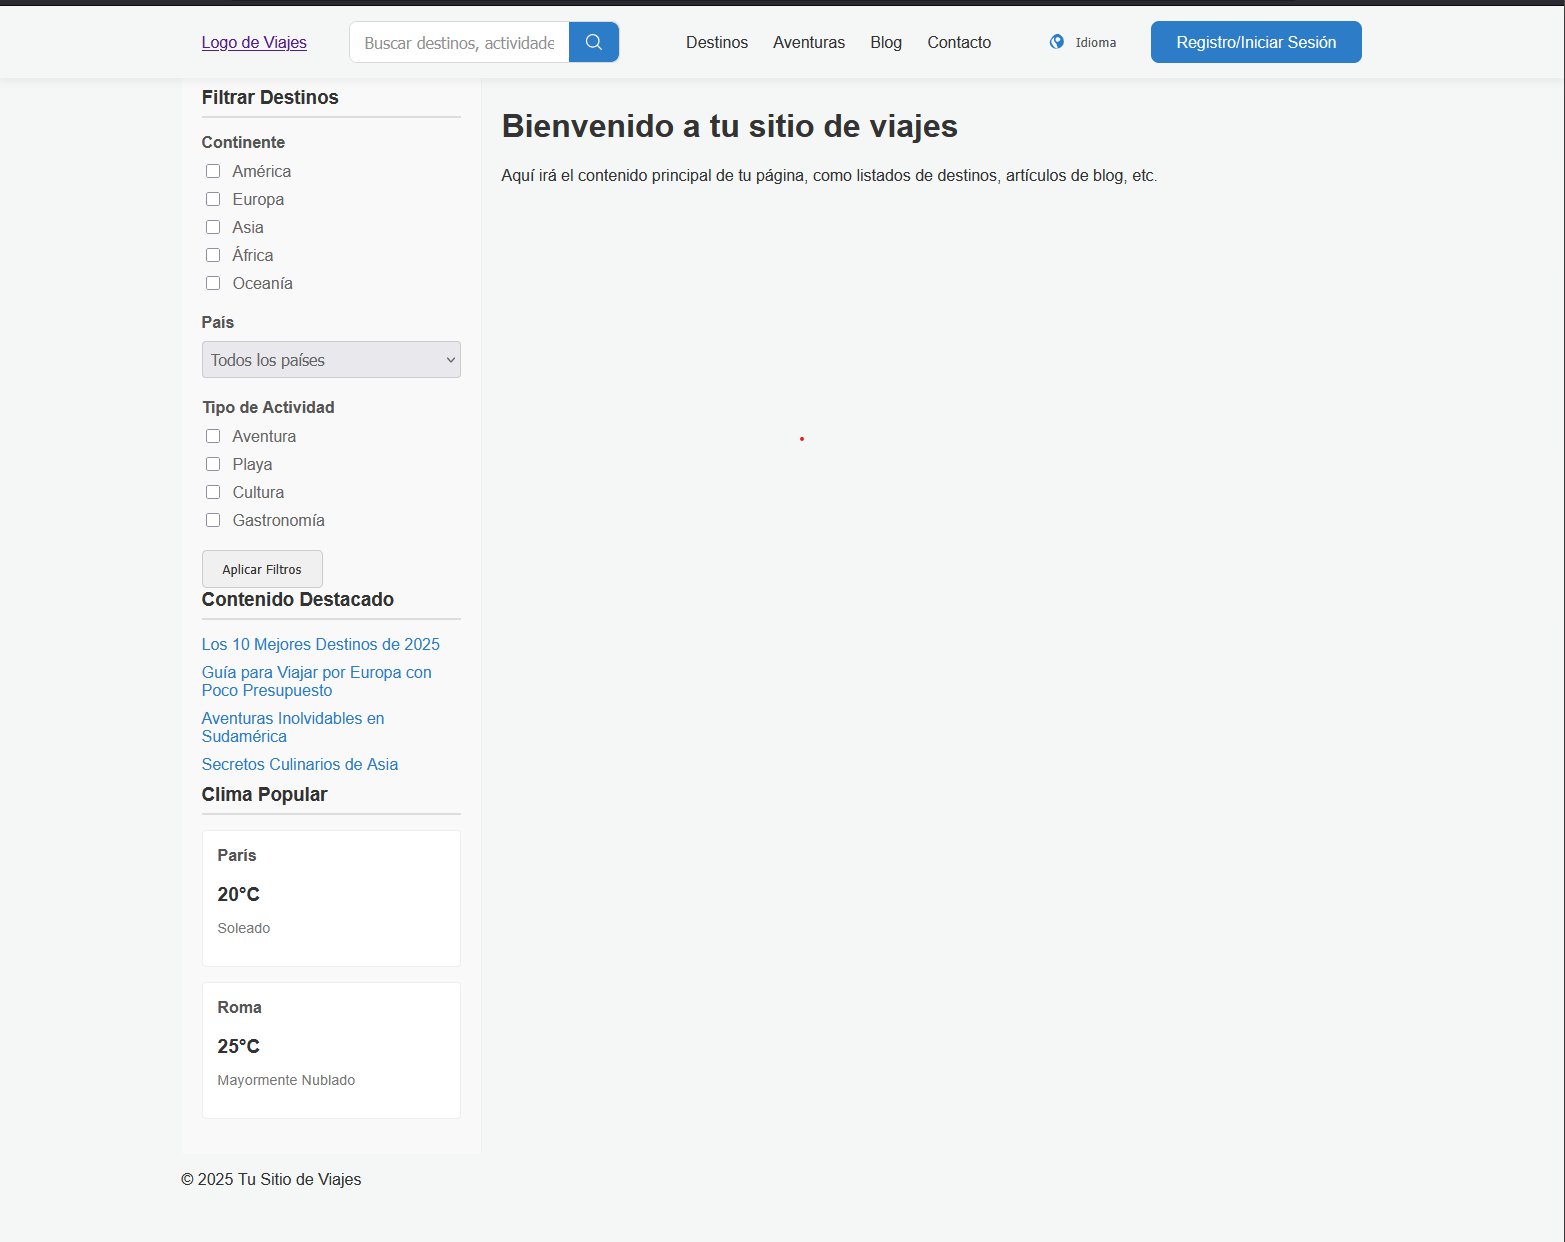 Logo de Viajes
Buscar destinos, actividade
Destinos
Aventuras
Blog
Contacto
Idioma
Registro/Iniciar Sesión
Filtrar Destinos
Continente
América
Europa
Asia
África
Oceanía
País
Todos los países
Tipo de Actividad
Aventura
Playa
Cultura
Gastronomía
Aplicar Filtros
Contenido Destacado
Los 10 Mejores Destinos de 2025
Guía para Viajar por Europa con
Poco Presupuesto
Aventuras Inolvidables en
Sudamérica
Secretos Culinarios de Asia
Clima Popular
París
20°C
Soleado
Roma
25°C
Mayormente Nublado
Bienvenido a tu sitio de viajes
Aquí irá el contenido principal de tu página, como listados de destinos, artículos de blog, etc.
© 2025 Tu Sitio de Viajes